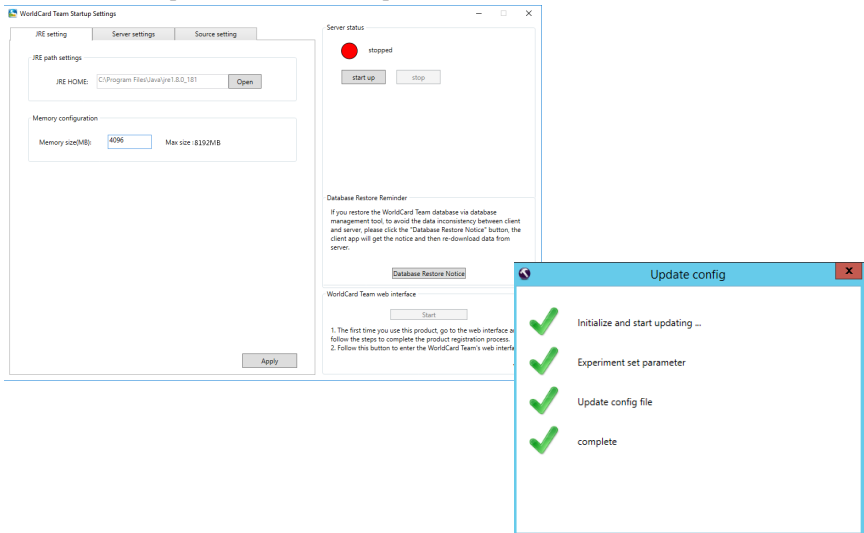 WorldCard Team Startup Settings
JRE setting
Server settings
Source setting
JRE path settings
JRE HOME:
C:\Program Files\Java\jre1.8.0_181
Open
Memory configuration
Memory size(MB):
4096
Max size :8192MB
Apply
Server status
stopped
start up
stop
Database Restore Reminder
If you restore the WorldCard Team database via database
management tool, to avoid the data inconsistency between client
and server, please click the "Database Restore Notice" button, the
client app will get the notice and then re-download data from
server.
Database Restore Notice
WorldCard Team web interface
Start
1. The first time you use this product, go to the web interface
follow the steps to complete the product registration process.
2. Follow this button to enter the WorldCard Team's web
Update config
Initialize and start updating ...
Experiment set parameter
Update config file
complete